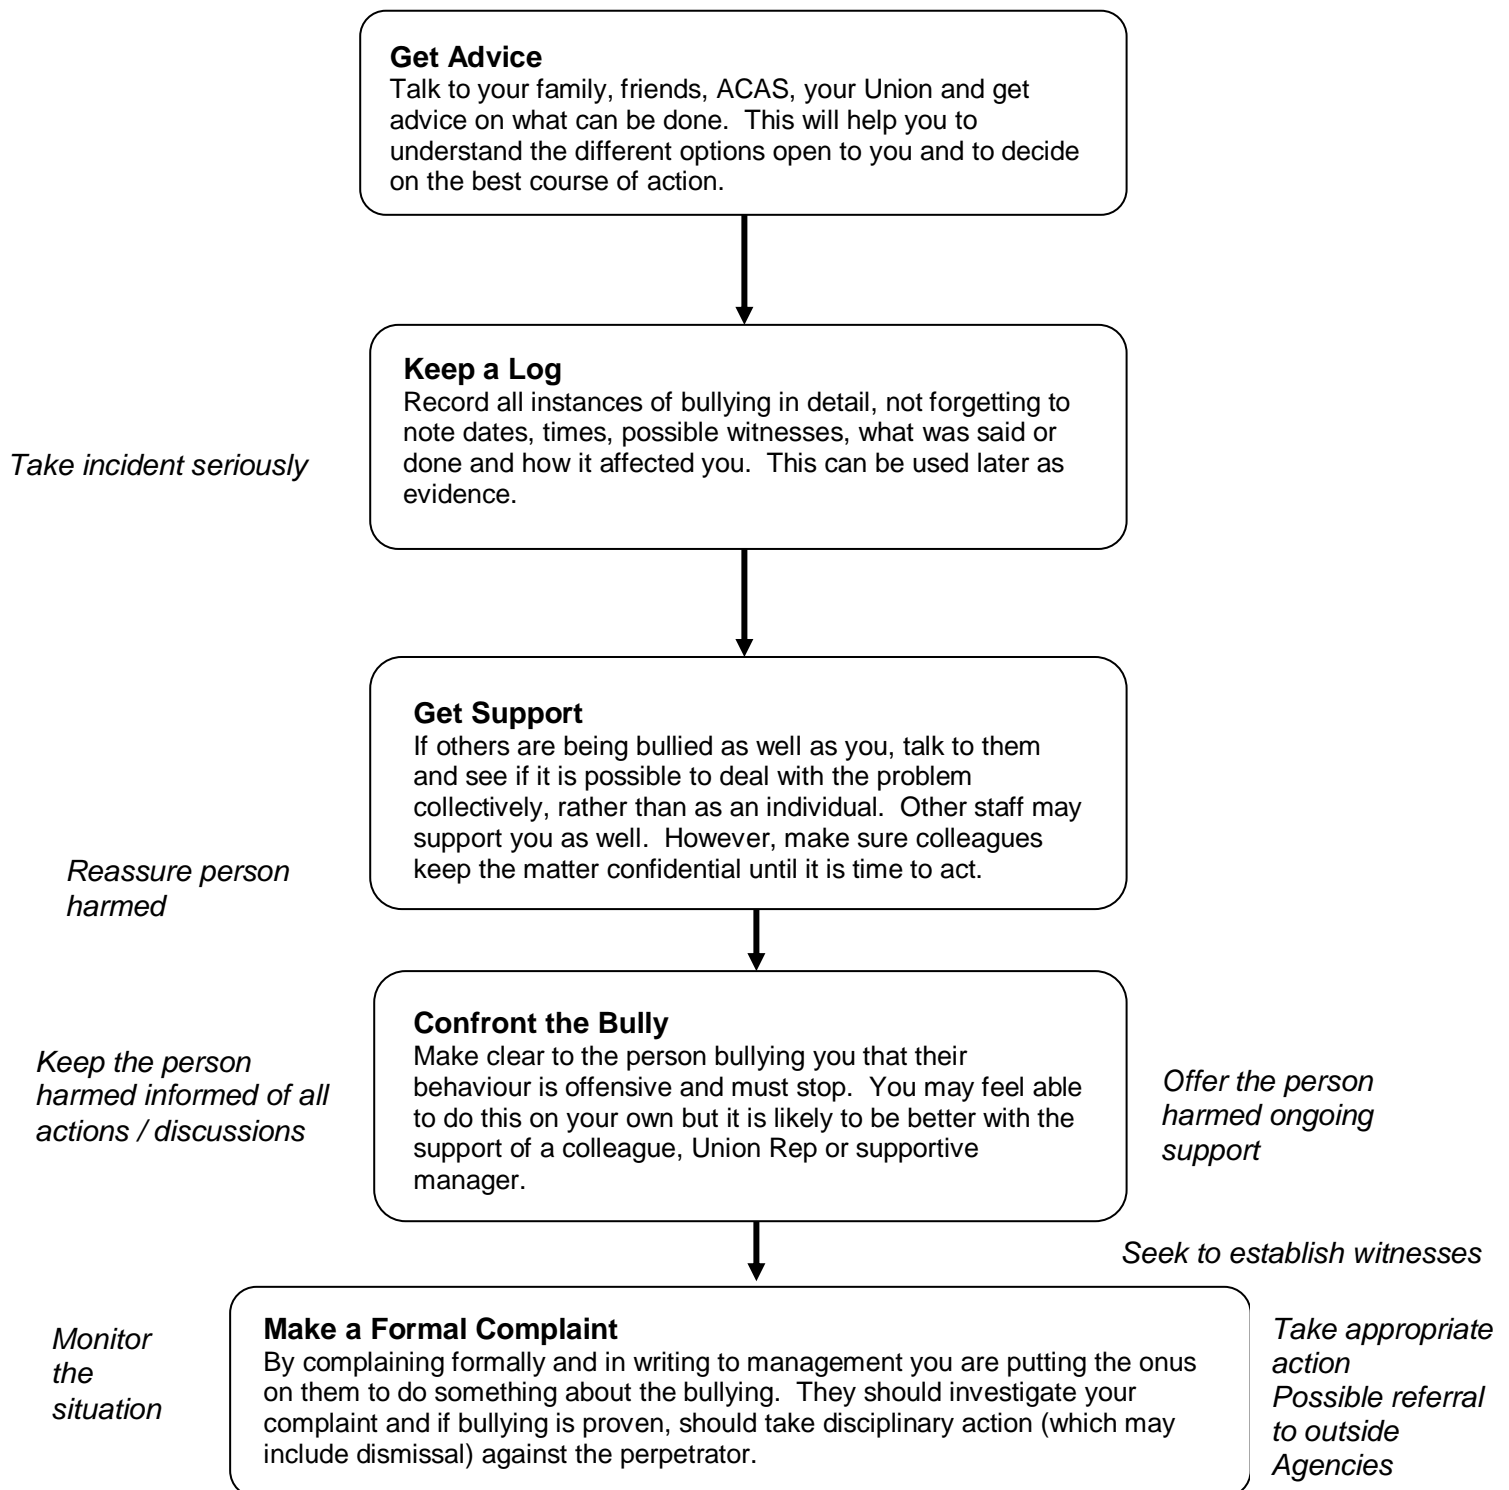 Get Advice
Talk to your family, friends, ACAS, your Union and get
advice on what can be done.  This will help you to
understand the different options open to you and to decide
on the best course of action.
Keep a Log
Record all instances of bullying in detail, not forgetting to
note dates, times, possible witnesses, what was said or
done and how it affected you.  This can be used later as
evidence.
Take incident seriously
Get Support
If others are being bullied as well as you, talk to them
and see if it is possible to deal with the problem
collectively, rather than as an individual.  Other staff may
support you as well.  However, make sure colleagues
keep the matter confidential until it is time to act.
Reassure person
harmed
Confront the Bully
Make clear to the person bullying you that their
behaviour is offensive and must stop.  You may feel able
to do this on your own but it is likely to be better with the
support of a colleague, Union Rep or supportive
manager.
Keep the person
harmed informed of all
actions / discussions
Offer the person
harmed ongoing
support
Seek to establish witnesses
Make a Formal Complaint
By complaining formally and in writing to management you are putting the onus
on them to do something about the bullying.  They should investigate your
complaint and if bullying is proven, should take disciplinary action (which may
include dismissal) against the perpetrator.
Monitor
the
situation
Take appropriate
action
Possible referral
to outside
Agencies